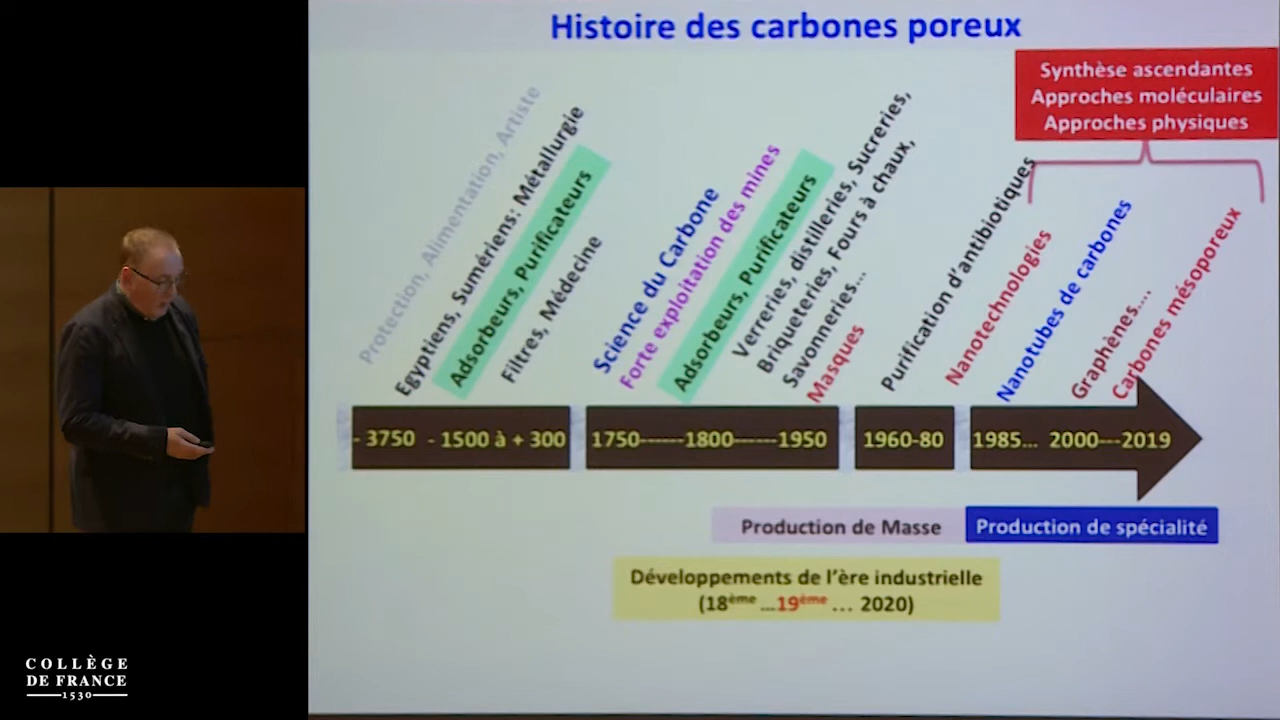 Histoire des carbones poreux
Synthèse ascendantes
Approches moléculaires
Approches physiques
Protection, Alimentation, Artiste
Egyptiens, Sumériens: Métallurgie
Adsorbeurs, Purificateurs
Filtres, Médecine
Science du Carbone
Forte exploitation des mines
Adsorbeurs, Purificateurs
Verreries, distilleries, Sucreries,
Briqueteries, Fours à chaux,
Savonneries...
Masques
Purification d'antibiotiques
Nanotechnologies
Nanotubes de carbones
Graphènes....
Carbones mésoporeux
- 3750 - 1500 à + 300
1750------1800------1950
1960-80
1985... 2000---2019
Production de Masse
Production de spécialité
Développements de l'ère industrielle
(18ème ...19ème ... 2020)
COLLÈGE
DE FRANCE
1530